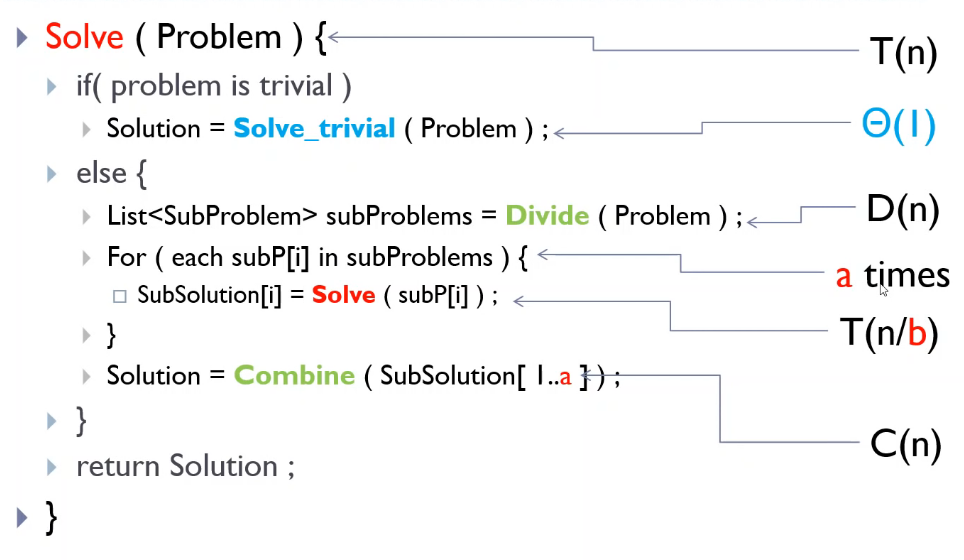 Solve ( Problem ) {
T(n)
if( problem is trivial )
Solution = Solve_trivial ( Problem ) ;
Θ(1)
else {
List<SubProblem> subProblems = Divide ( Problem ) ;
D(n)
For ( each subP[i] in subProblems ) {
a times
SubSolution[i] = Solve ( subP[i] ) ;
T(n/b)
}
Solution = Combine ( SubSolution[ 1..a ] ) ;
C(n)
}
return Solution ;
}